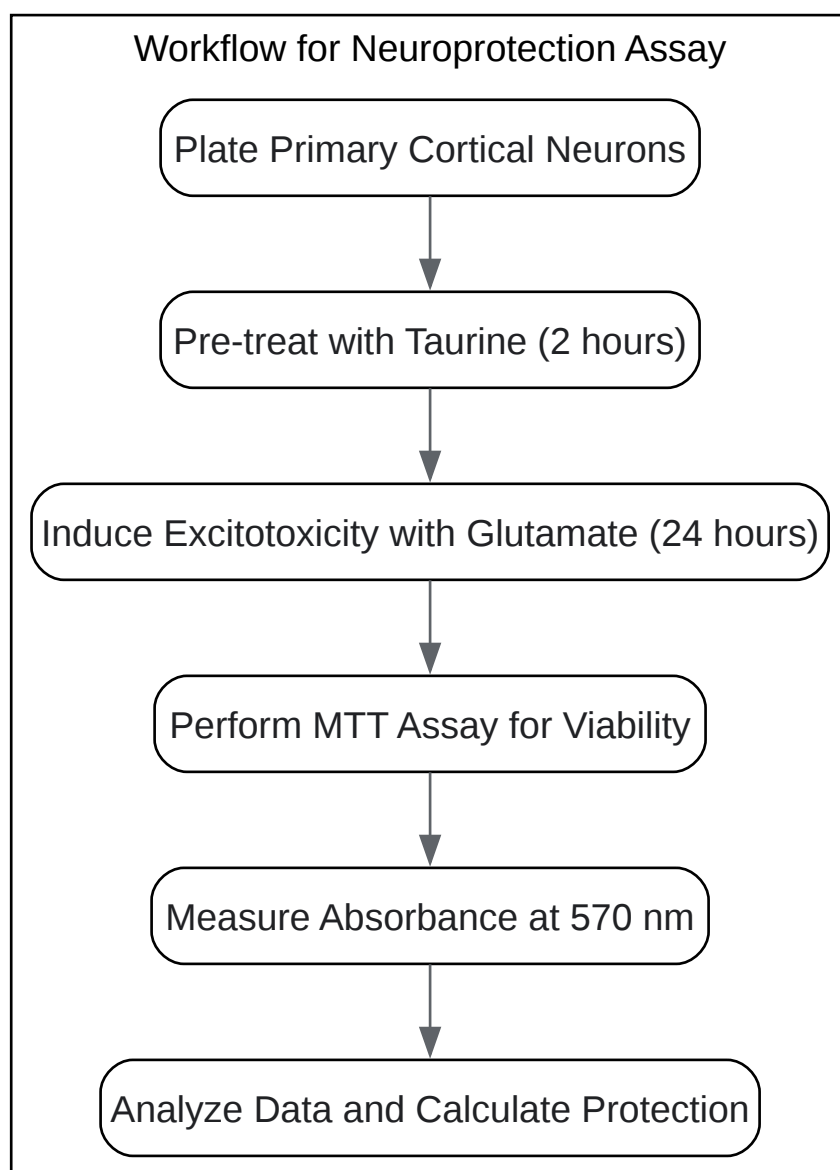 Workflow for Neuroprotection Assay
Plate Primary Cortical Neurons
Pre-treat with Taurine (2 hours)
Induce Excitotoxicity with Glutamate (24 hours)
Perform MTT Assay for Viability
Measure Absorbance at 570 nm
Analyze Data and Calculate Protection